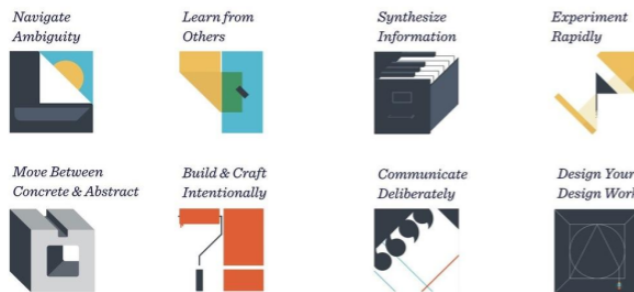 Navigate
Ambiguity
Learn from
Others
Synthesize
Information
Experiment
Rapidly
Move Between
Concrete & Abstract
Build & Craft
Intentionally
Communicate
Deliberately
Design Your
Design Work